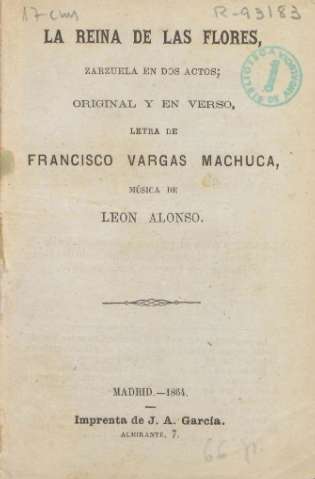 17 cms R-93183
LA REINA DE LAS FLORES,
ZARZUELA EN DOS ACTOS;
ORIGINAL Y EN VERSO,
LETRA DE
FRANCISCO VARGAS MACHUCA,
MÚSICA DE
LEON ALONSO.
MADRID.—1864.
Imprenta de J. A. García.
ALMIRANTE, 7.